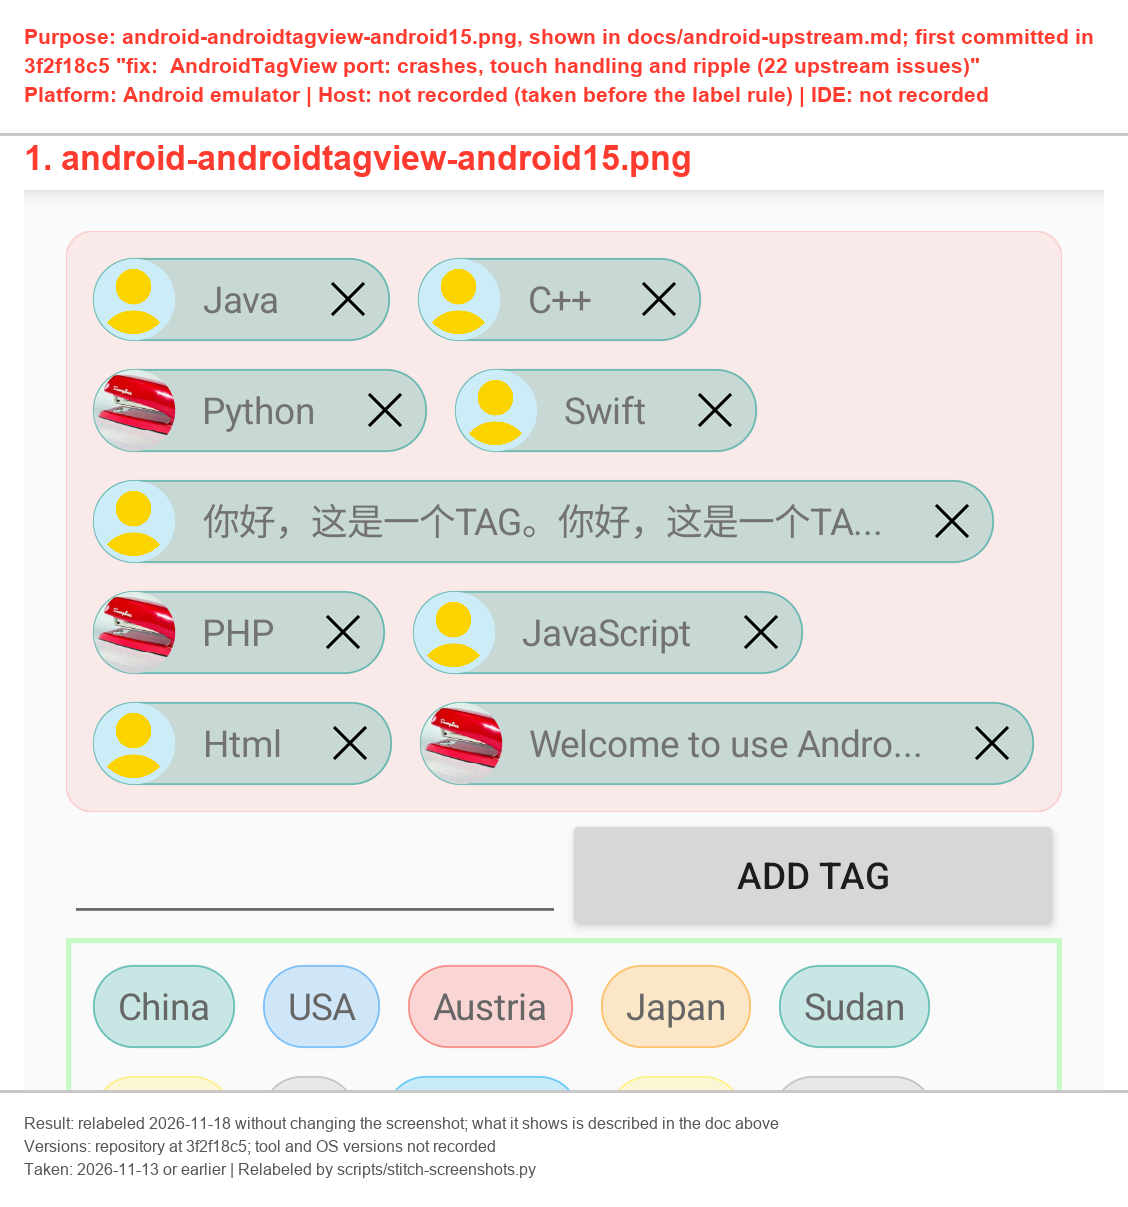 Purpose: android-androidtagview-android15.png, shown in docs/android-upstream.md; first committed in
3f2f18c5 "fix:  AndroidTagView port: crashes, touch handling and ripple (22 upstream issues)"
Platform: Android emulator | Host: not recorded (taken before the label rule) | IDE: not recorded
1. android-androidtagview-android15.png
Java
C++
Python
Swift
你好，这是一个TAG。你好，这是一个TA...
PHP
JavaScript
Html
Welcome to use Andro...
ADD TAG
China
USA
Austria
Japan
Sudan
Result: relabeled 2026-11-18 without changing the screenshot; what it shows is described in the doc above
Versions: repository at 3f2f18c5; tool and OS versions not recorded
Taken: 2026-11-13 or earlier | Relabeled by scripts/stitch-screenshots.py